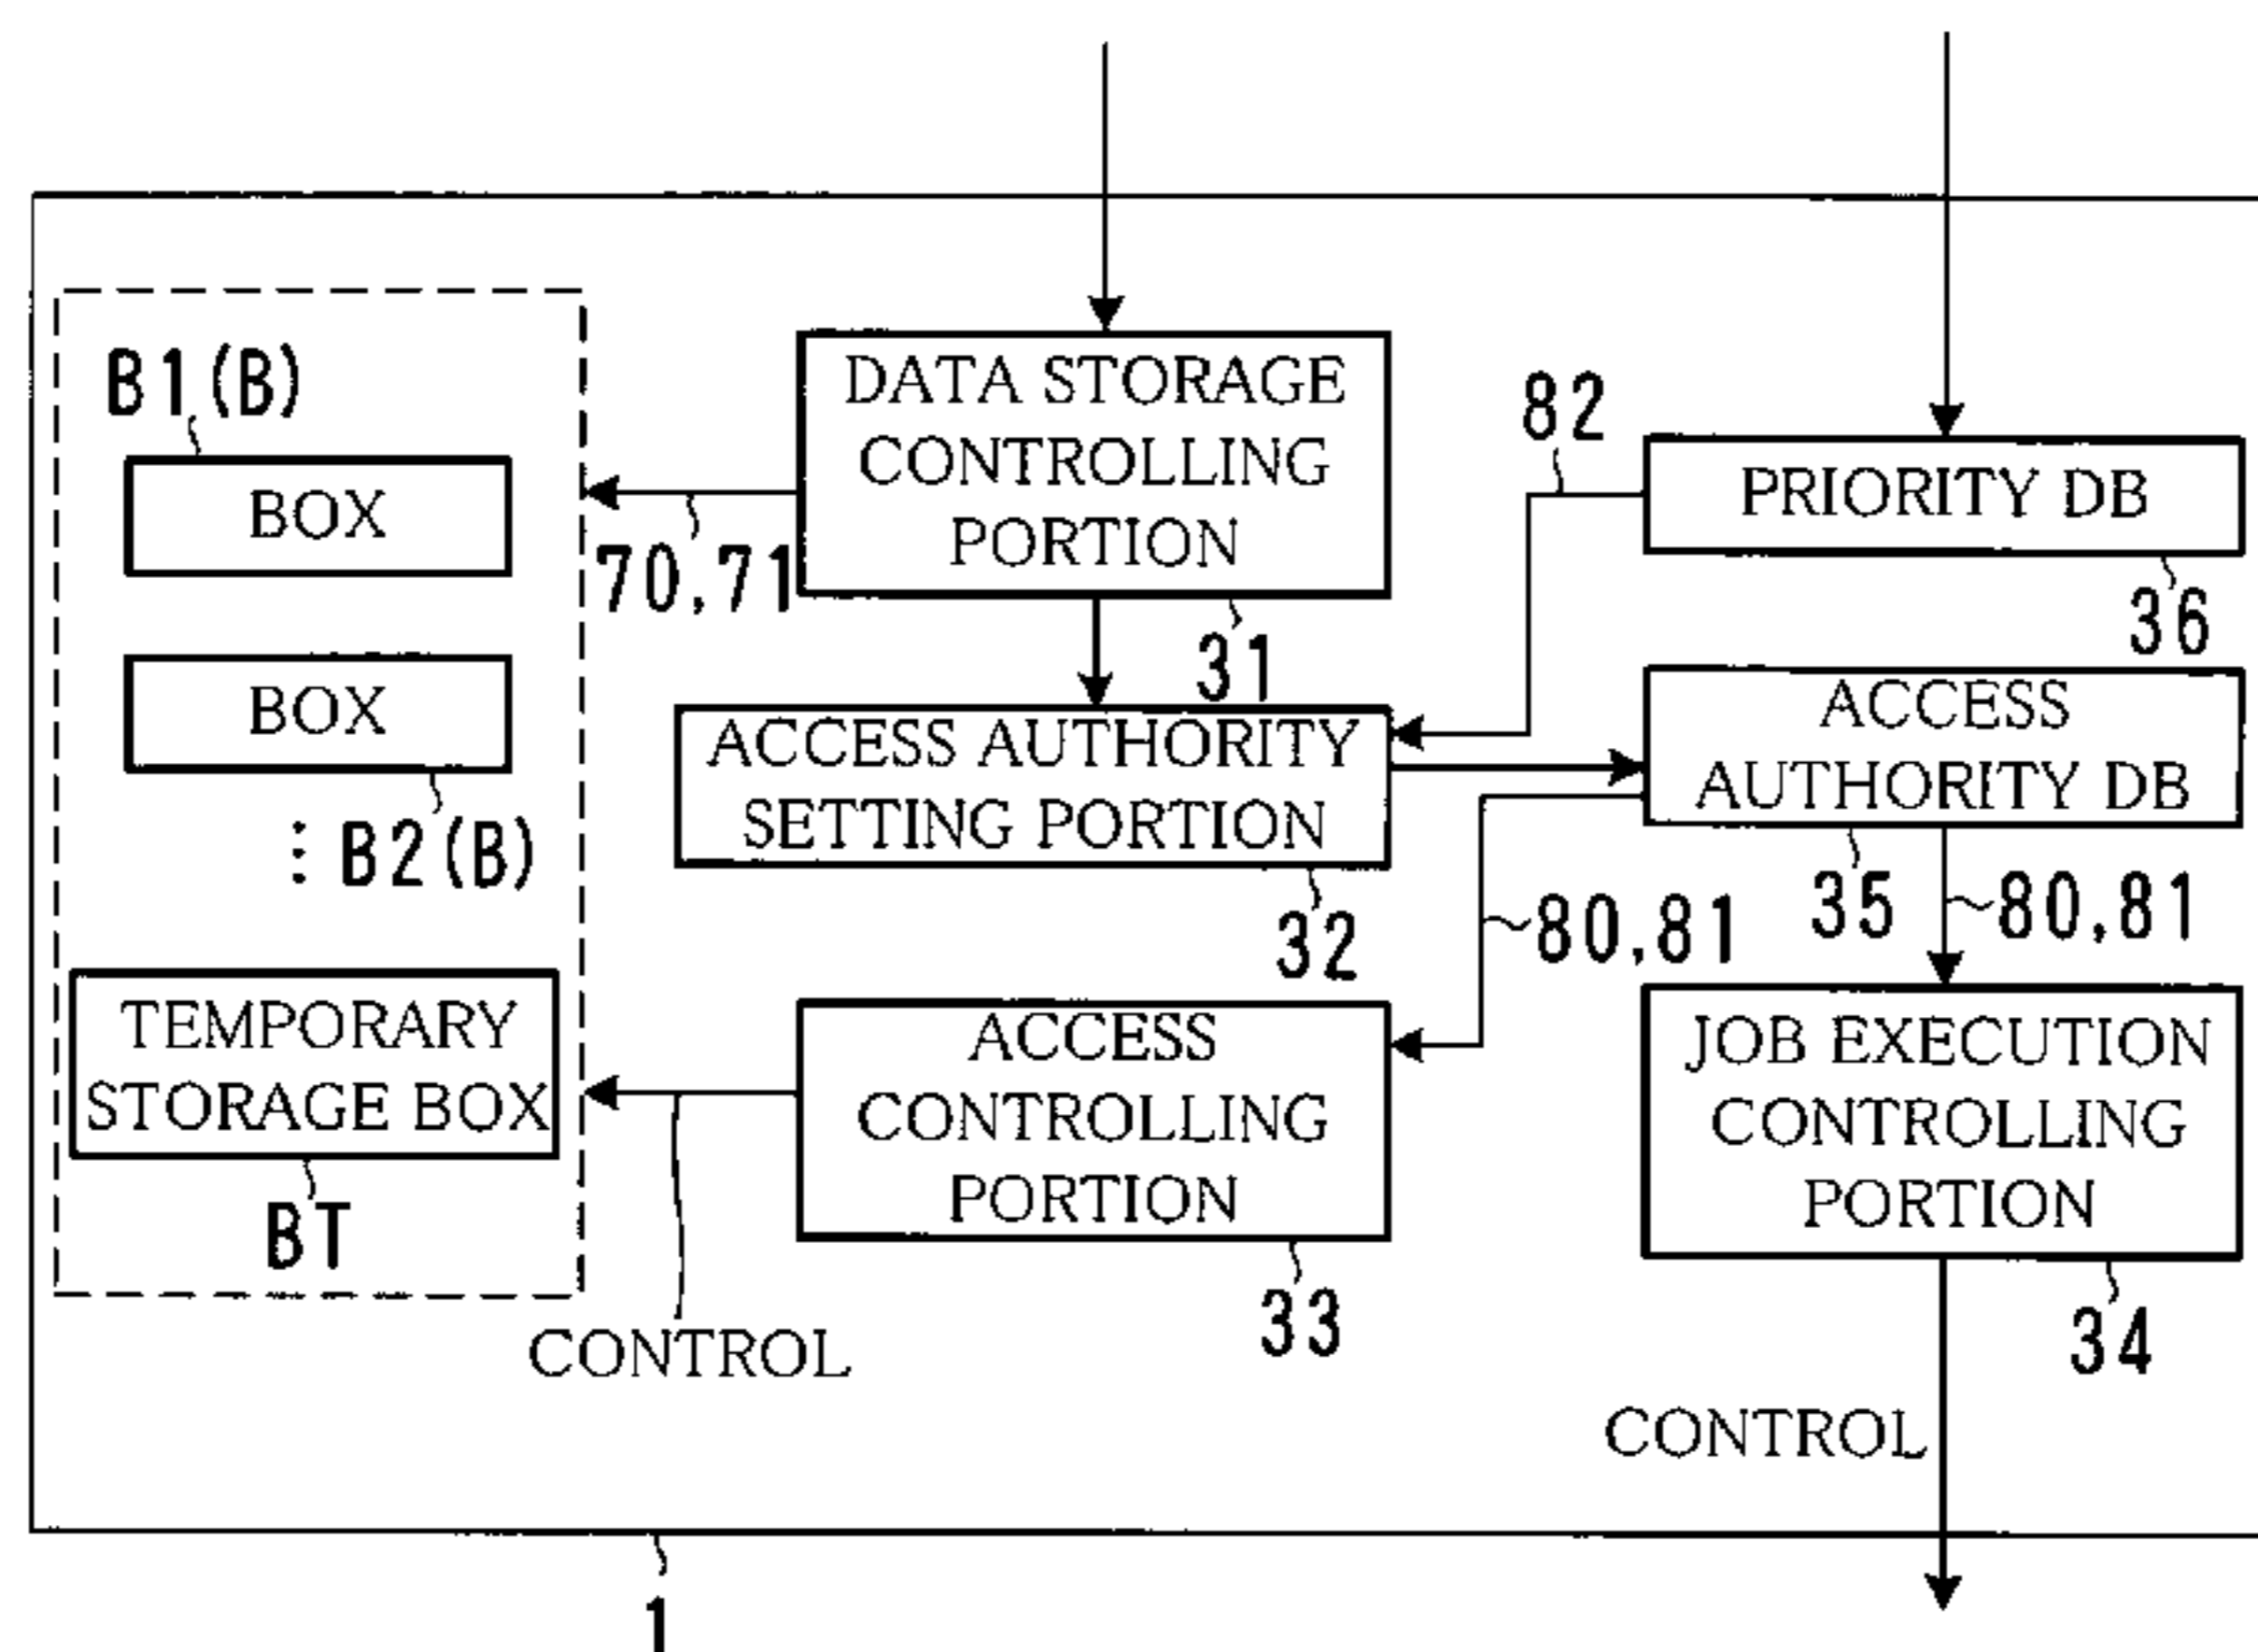 B1(B)
BOX
BOX
B2(B)
TEMPORARY
STORAGE BOX
BT
70,71
DATA STORAGE
CONTROLLING
PORTION
31
ACCESS AUTHORITY
SETTING PORTION
32
ACCESS
CONTROLLING
PORTION
33
CONTROL
82
PRIORITY DB
36
ACCESS
AUTHORITY DB
35
80,81
80,81
JOB EXECUTION
CONTROLLING
PORTION
34
CONTROL
1